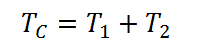 T_C = T_1 + T_2